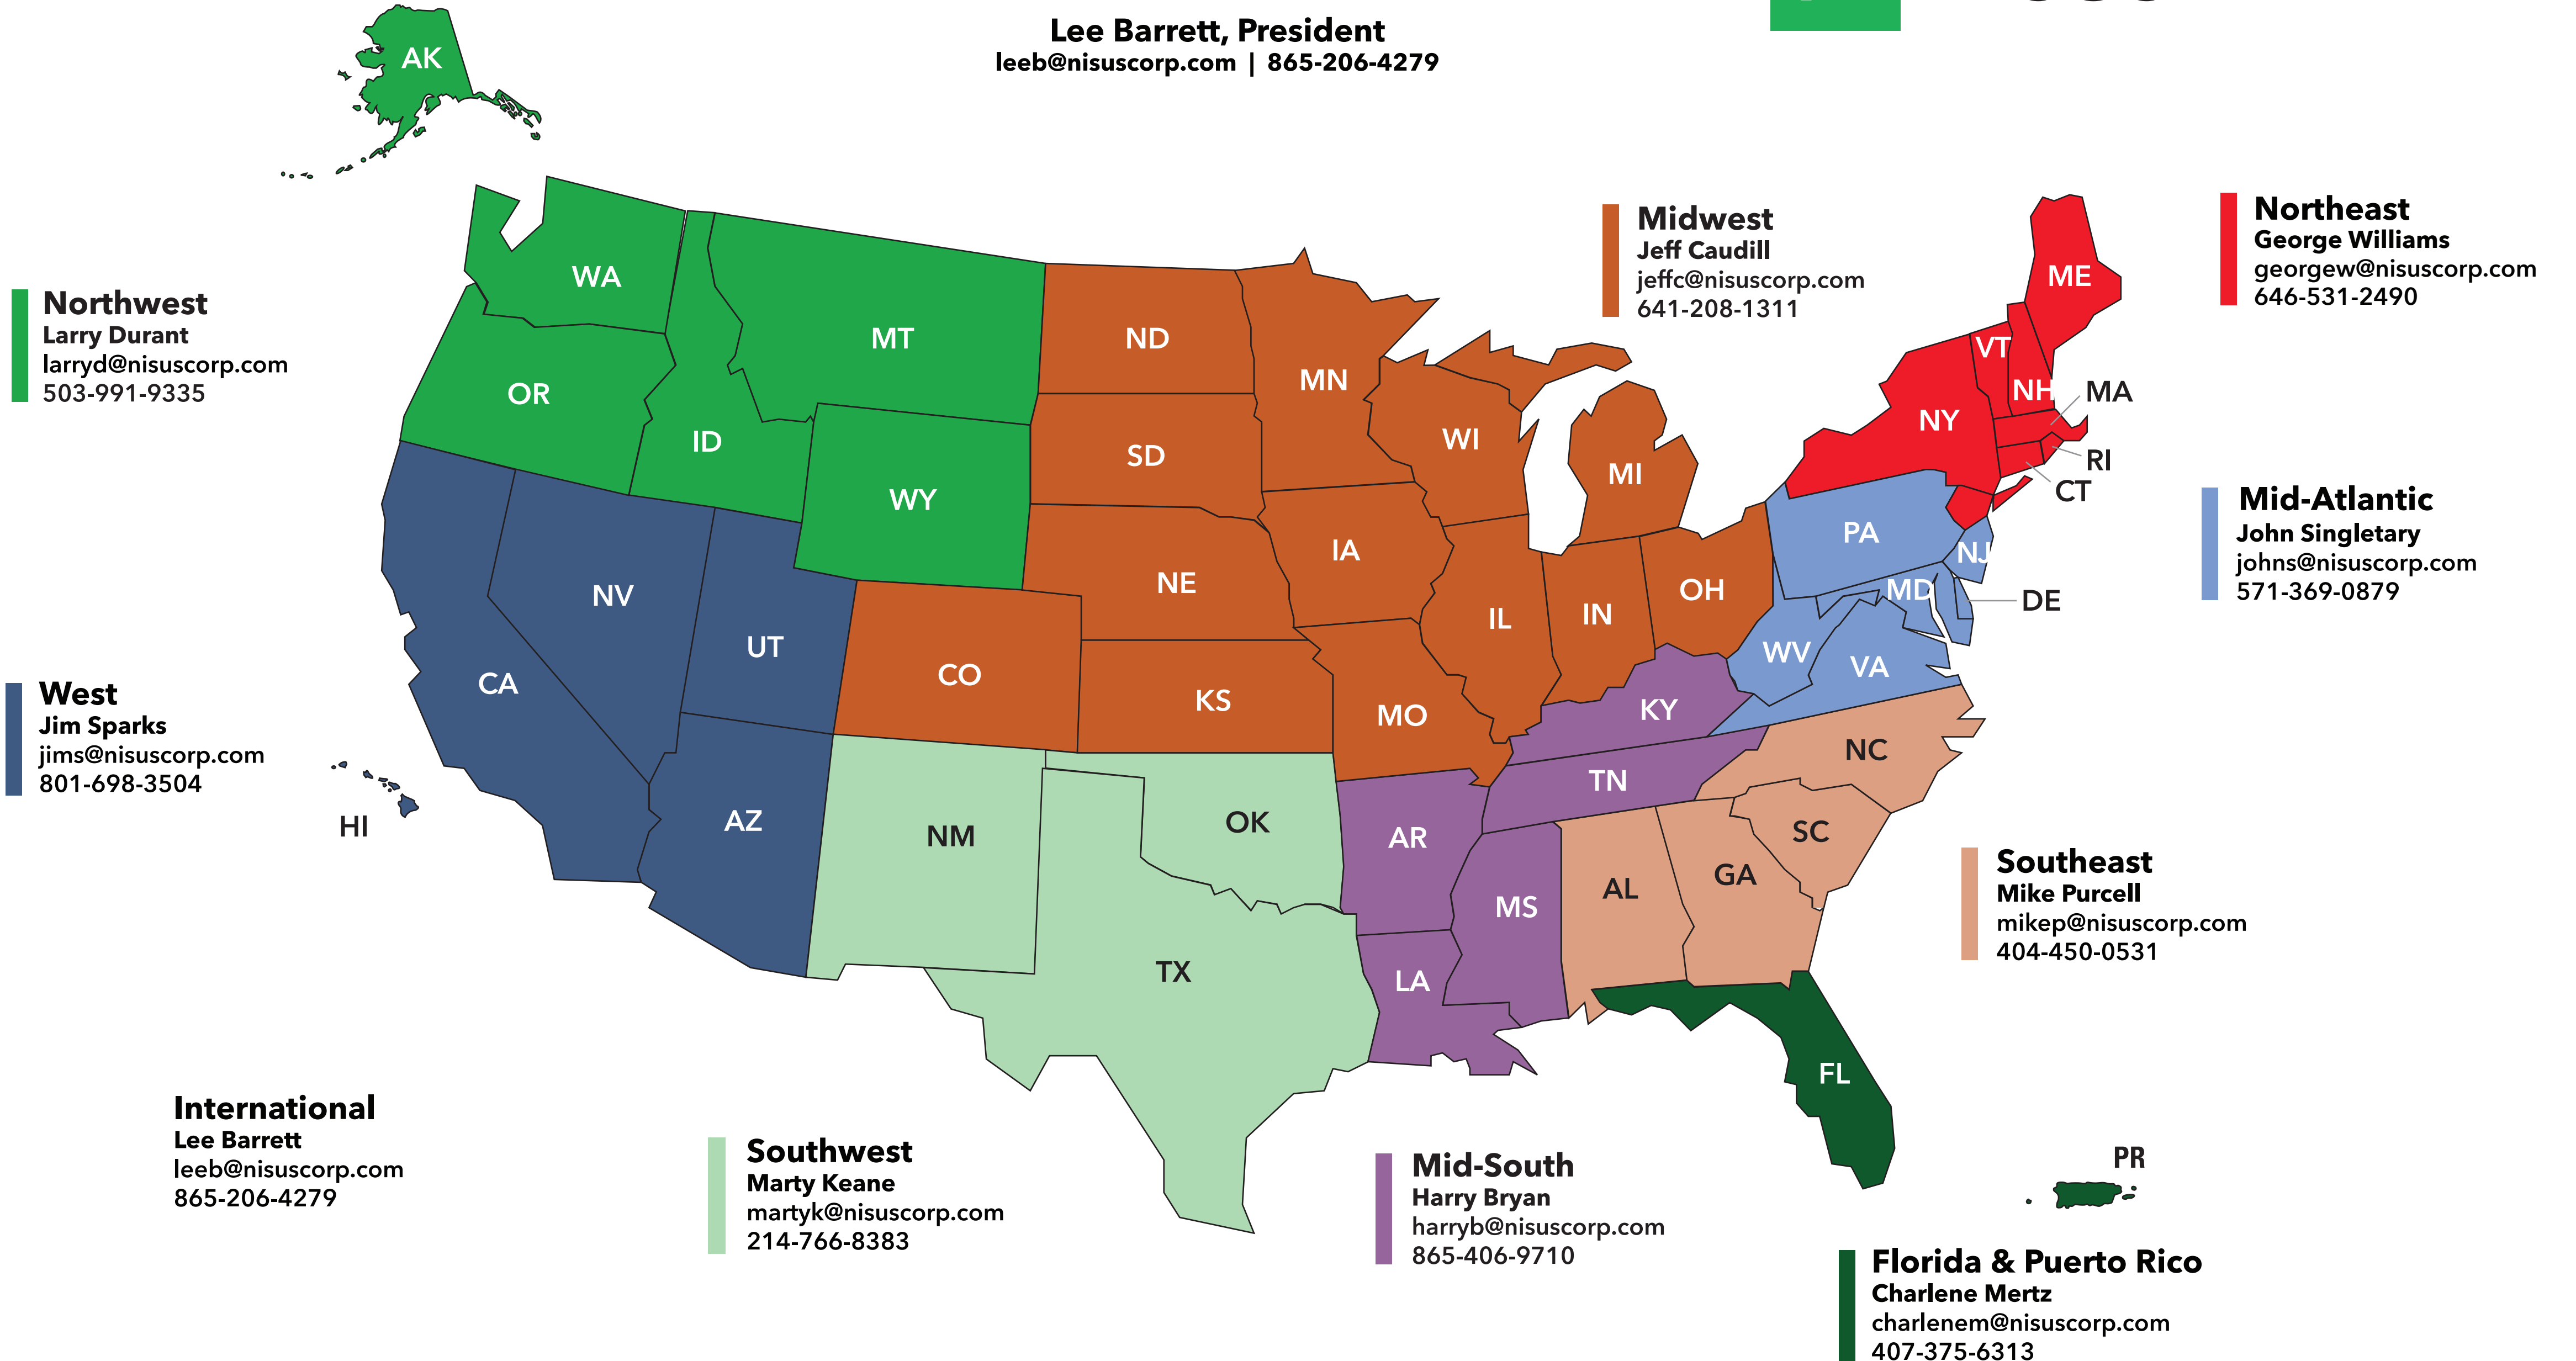 Lee Barrett, President
leeb@nisuscorp.com | 865-206-4279
AK
Northwest
Larry Durant
larryd@nisuscorp.com
503-991-9335
Midwest
Jeff Caudill
jeffc@nisuscorp.com
641-208-1311
Northeast
George Williams
georgew@nisuscorp.com
646-531-2490
Mid-Atlantic
John Singletary
johns@nisuscorp.com
571-369-0879
West
Jim Sparks
jims@nisuscorp.com
801-698-3504
WA
OR
ID
MT
WY
ND
SD
NE
MN
WI
MI
IA
IL
IN
OH
CO
KS
MO
ME
VT
NH
NY
MA
RI
CT
PA
NJ
MD
DE
WV
VA
CA
NV
UT
AZ
HI
NM
OK
TX
KY
TN
AR
MS
LA
NC
SC
AL
GA
FL
PR
Southeast
Mike Purcell
mikep@nisuscorp.com
404-450-0531
International
Lee Barrett
leeb@nisuscorp.com
865-206-4279
Southwest
Marty Keane
martyk@nisuscorp.com
214-766-8383
Mid-South
Harry Bryan
harryb@nisuscorp.com
865-406-9710
Florida & Puerto Rico
Charlene Mertz
charlenem@nisuscorp.com
407-375-6313